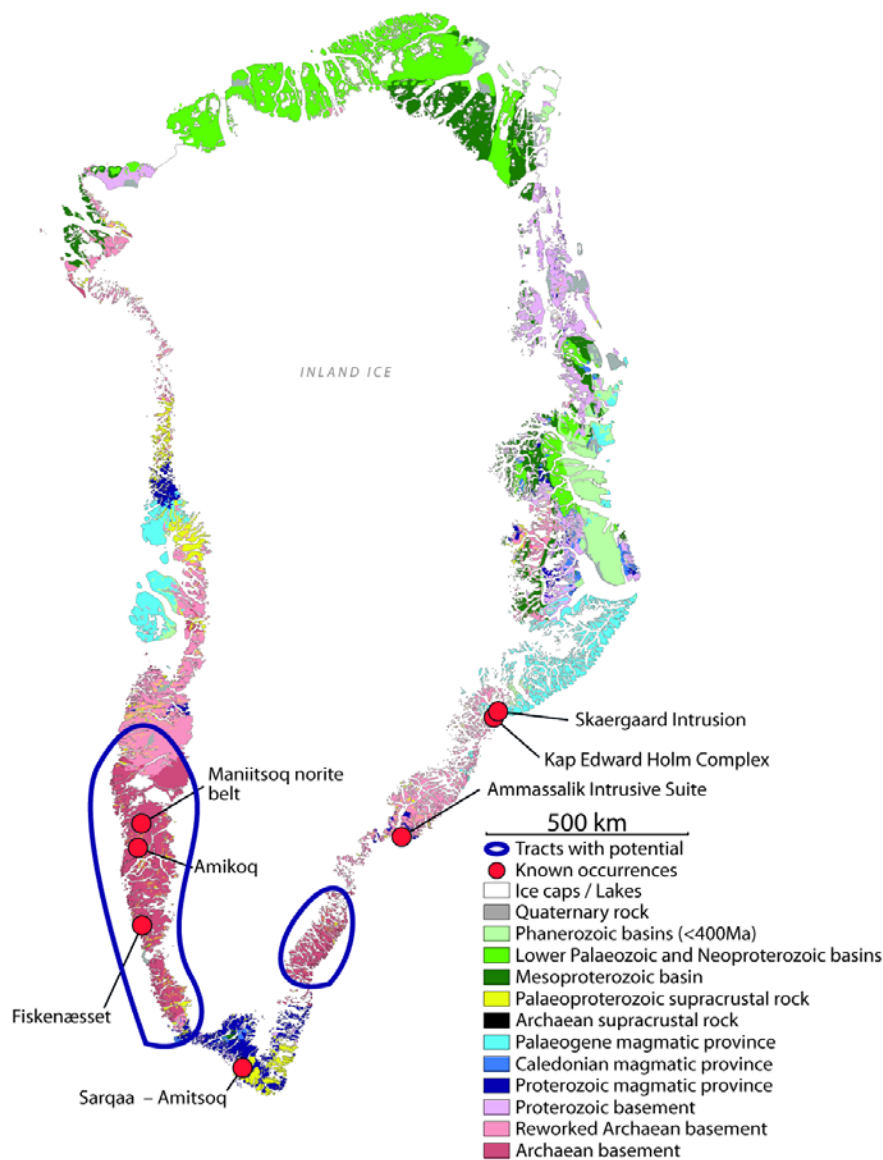 INLAND ICE
Skaergaard Intrusion
Kap Edward Holm Complex
Maniitsoq norite
belt
Ammassalik Intrusive Suite
Amikoq
Fiskenæsset
Sarqaa – Amitsoq
500 km
Tracts with potential
Known occurrences
Ice caps / Lakes
Quaternary rock
Phanerozoic basins (<400Ma)
Lower Palaeozoic and Neoproterozoic basins
Mesoproterozoic basin
Palaeoproterozoic supracrustal rock
Archaean supracrustal rock
Palaeogene magmatic province
Caledonian magmatic province
Proterozoic magmatic province
Proterozoic basement
Reworked Archaean basement
Archaean basement